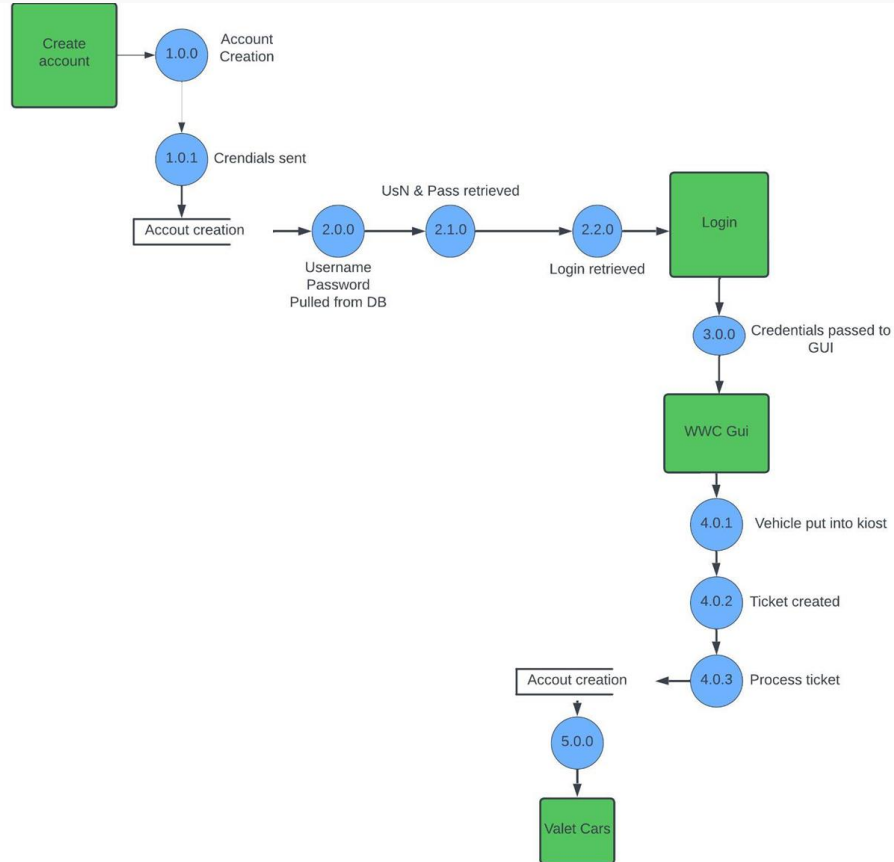 Create
account
1.0.0
Account
Creation
1.0.1
Crendials sent
Accout creation
UsN & Pass retrieved
2.0.0
2.1.0
2.2.0
Login
Username
Password
Pulled from DB
Login retrieved
3.0.0
Credentials passed to
GUI
WWC Gui
4.0.1
Vehicle put into kiost
4.0.2
Ticket created
4.0.3
Process ticket
Accout creation
5.0.0
Valet Cars